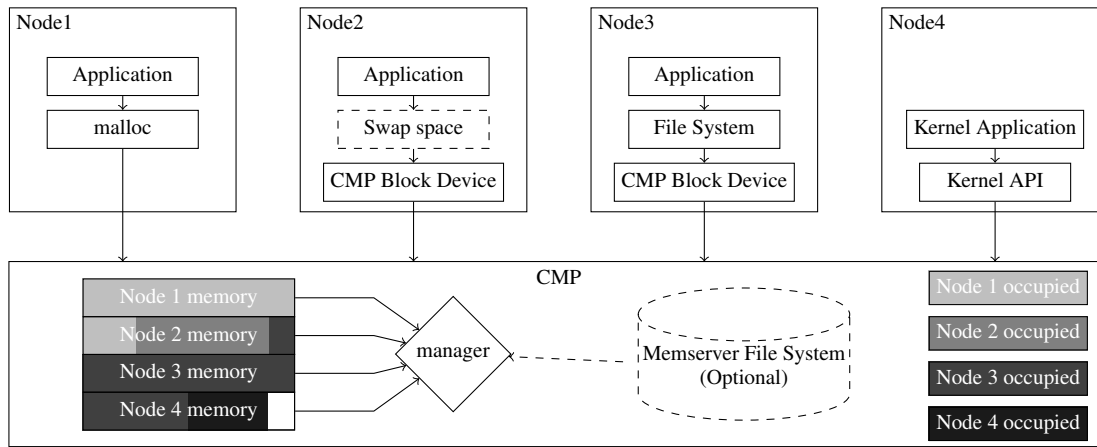 Node1
Node2
Node3
Node4
Application
Application
Application
malloc
Swap space
File System
Kernel Application
CMP Block Device
CMP Block Device
Kernel API
CMP
Node 1 memory
Node 2 memory
Node 3 memory
Node 4 memory
manager
Memserver File System
(Optional)
Node 1 occupied
Node 2 occupied
Node 3 occupied
Node 4 occupied